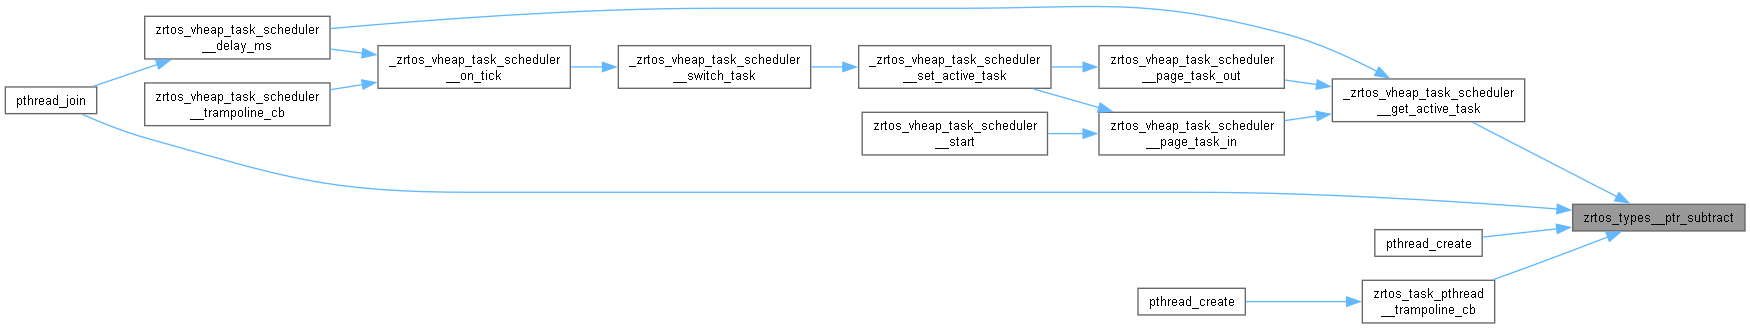 zrtos_vheap_task_scheduler
__delay_ms
pthread_join
zrtos_vheap_task_scheduler
__trampoline_cb
_zrtos_vheap_task_scheduler
__on_tick
_zrtos_vheap_task_scheduler
__switch_task
_zrtos_vheap_task_scheduler
__set_active_task
zrtos_vheap_task_scheduler
__start
zrtos_vheap_task_scheduler
__page_task_out
zrtos_vheap_task_scheduler
__page_task_in
_zrtos_vheap_task_scheduler
__get_active_task
zrtos_types__ptr_subtract
pthread_create
pthread_create
zrtos_task_pthread
__trampoline_cb